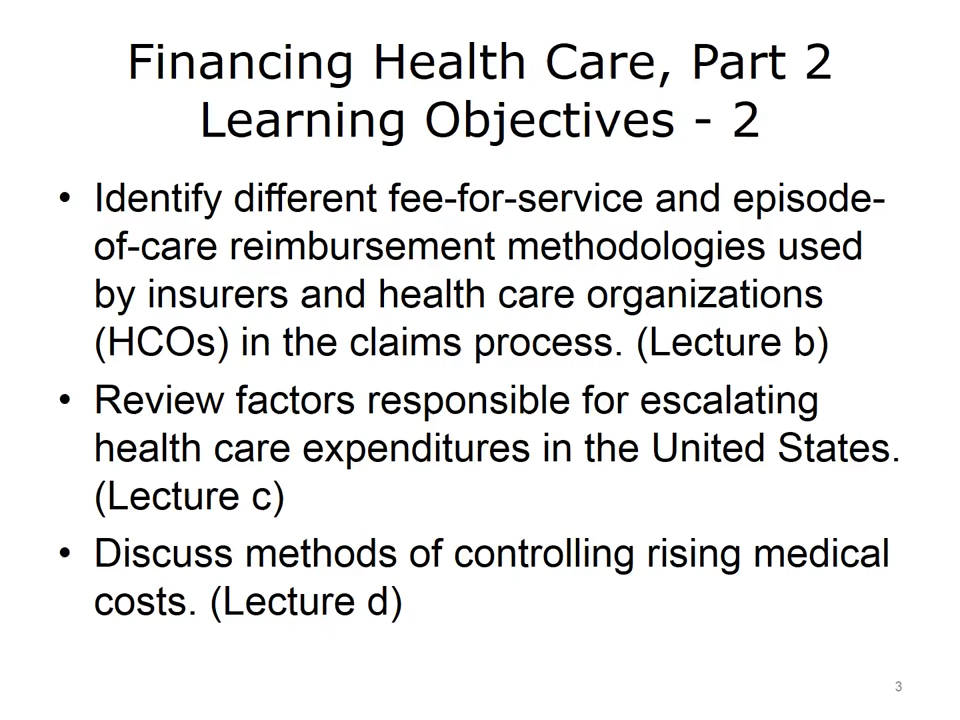 Financing Health Care, Part 2
Learning Objectives - 2
• Identify different fee-for-service and episode-
of-care reimbursement methodologies used
by insurers and health care organizations
(HCOs) in the claims process. (Lecture b)
• Review factors responsible for escalating
health care expenditures in the United States.
(Lecture c)
• Discuss methods of controlling rising medical
costs. (Lecture d)
3